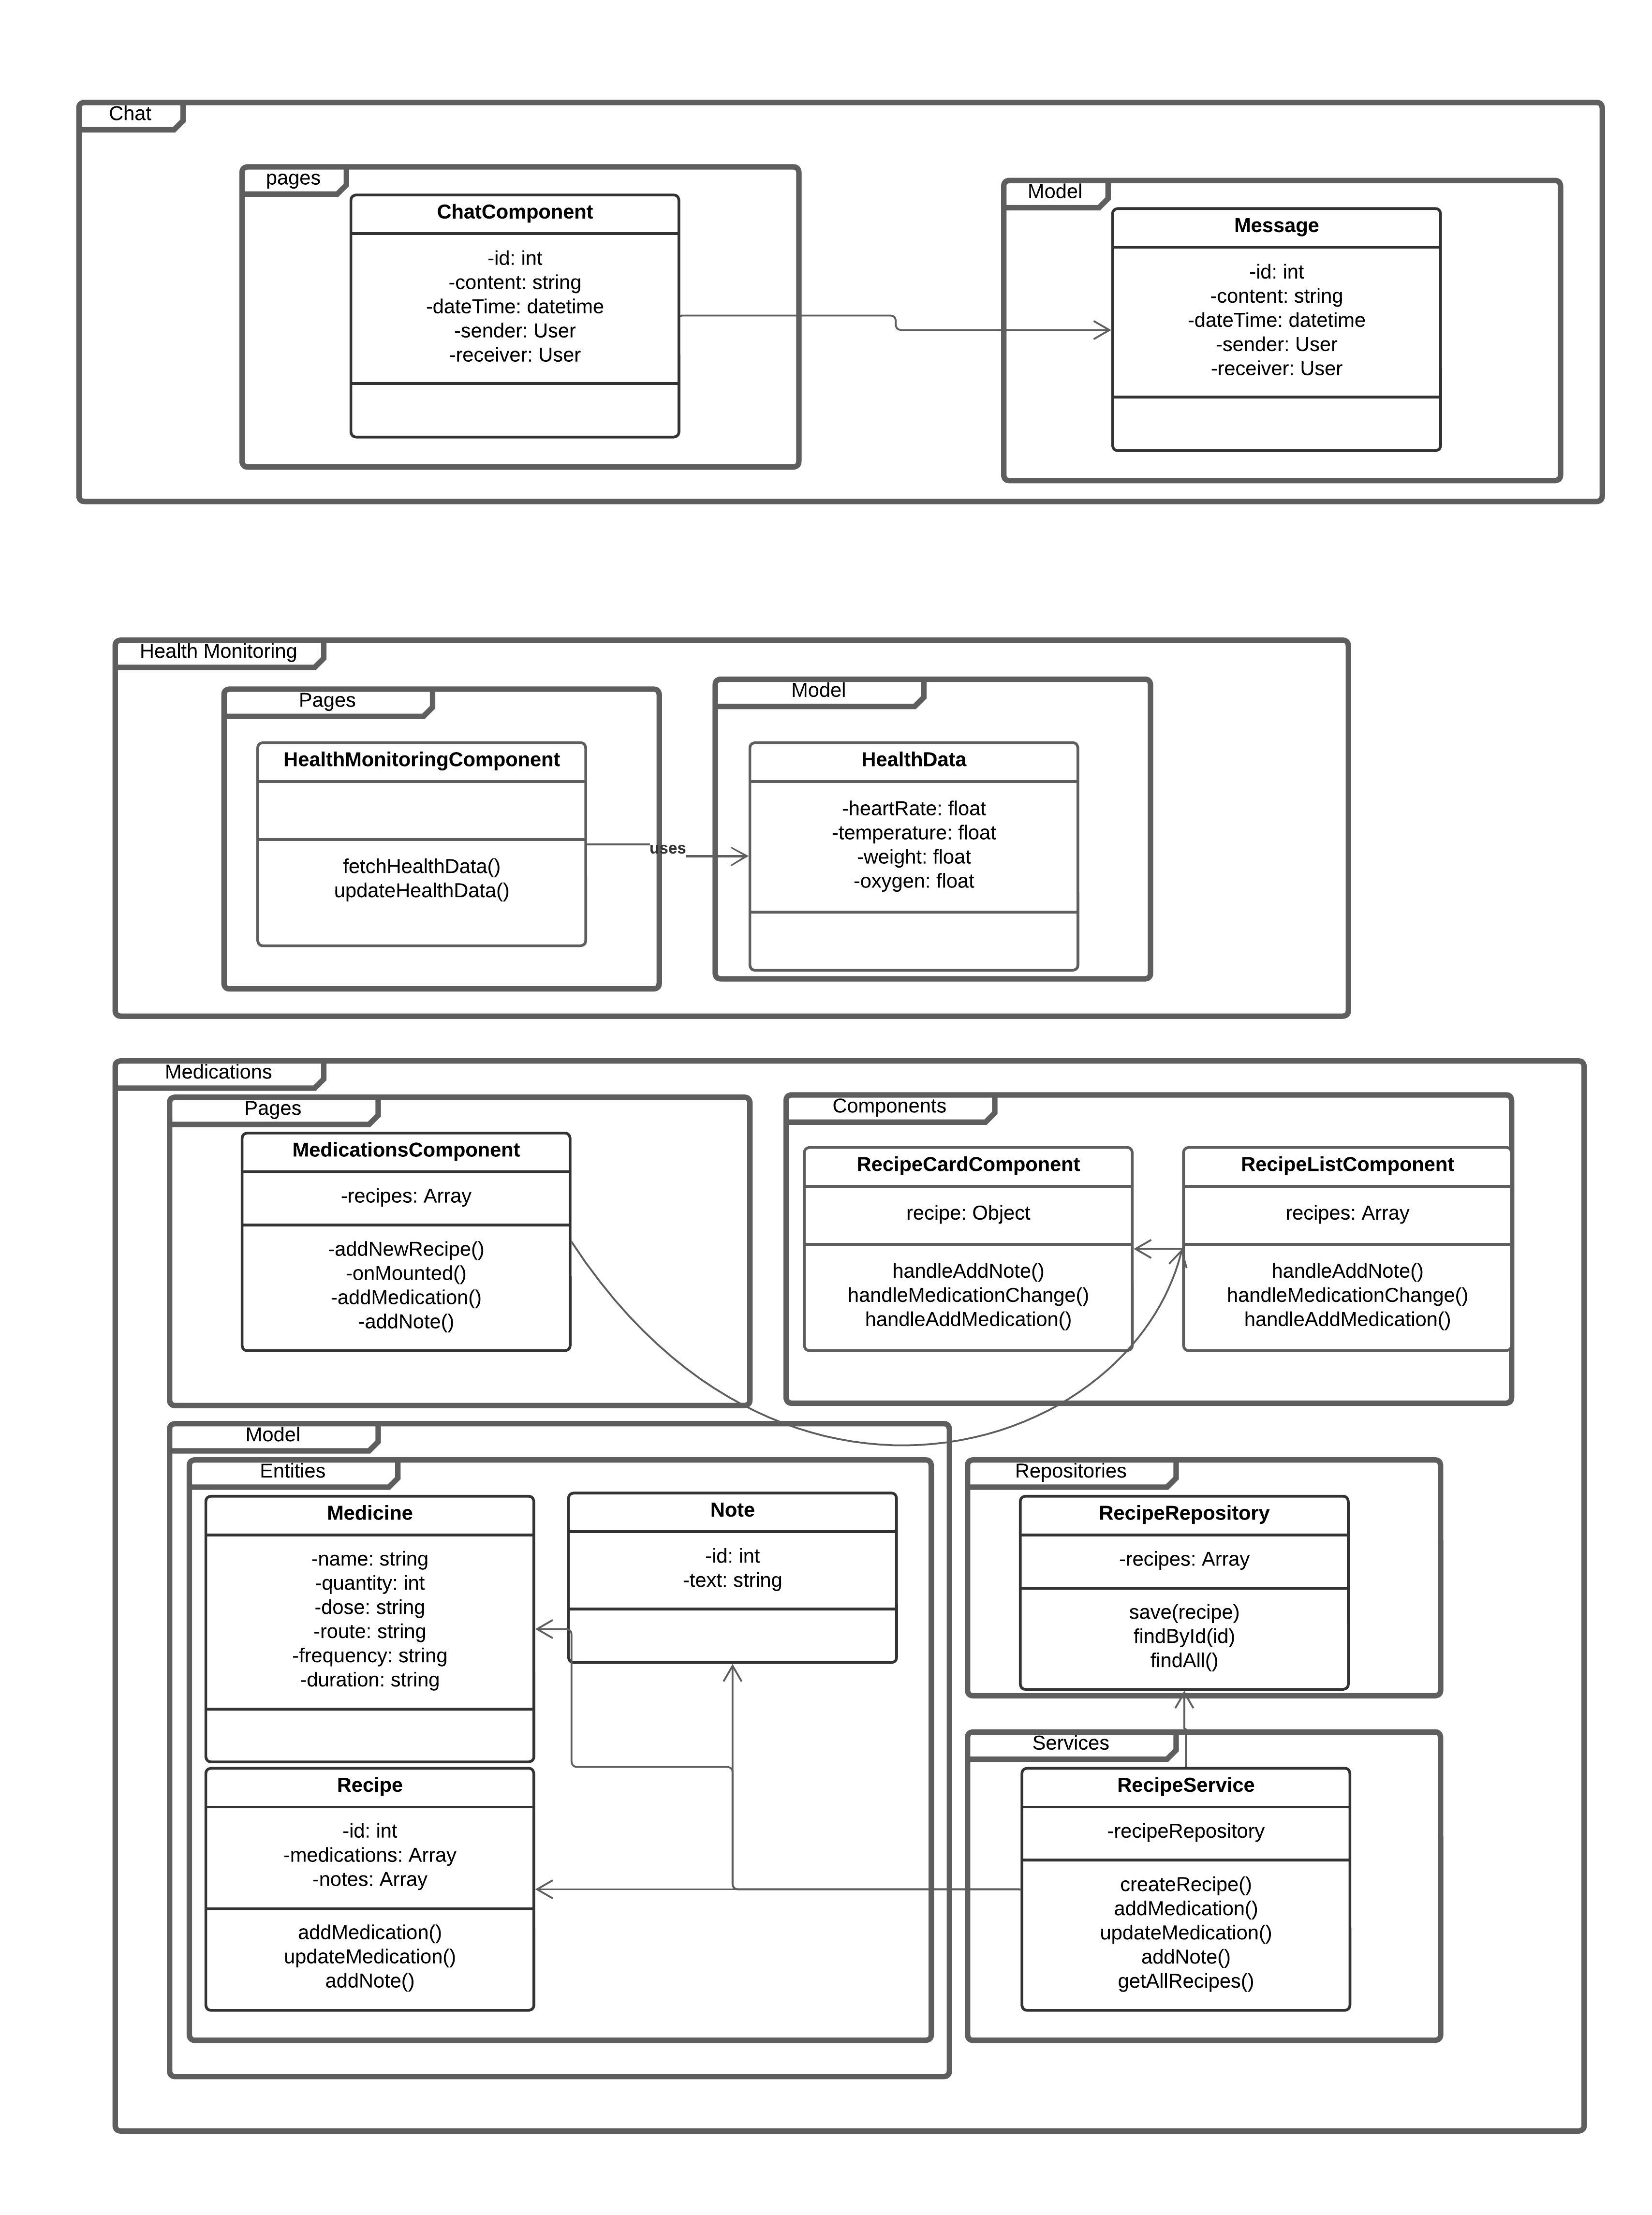 Chat
pages
ChatComponent
-id: int
-content: string
-dateTime: datetime
-sender: User
-receiver: User
Model
Message
-id: int
-content: string
-dateTime: datetime
-sender: User
-receiver: User
Health Monitoring
Pages
HealthMonitoringComponent
fetchHealthData()
updateHealthData()
uses
Model
HealthData
-heartRate: float
-temperature: float
-weight: float
-oxygen: float
Medications
Pages
MedicationsComponent
-recipes: Array
-addNewRecipe()
-onMounted()
-addMedication()
-addNote()
Components
RecipeCardComponent
recipe: Object
handleAddNote()
handleMedicationChange()
handleAddMedication()
RecipeListComponent
recipes: Array
handleAddNote()
handleMedicationChange()
handleAddMedication()
Model
Entities
Medicine
-name: string
-quantity: int
-dose: string
-route: string
-frequency: string
-duration: string
Note
-id: int
-text: string
Recipe
-id: int
-medications: Array
-notes: Array
addMedication()
updateMedication()
addNote()
Repositories
RecipeRepository
-recipes: Array
save(recipe)
findById(id)
findAll()
Services
RecipeService
-recipeRepository
createRecipe()
addMedication()
updateMedication()
addNote()
getAllRecipes()